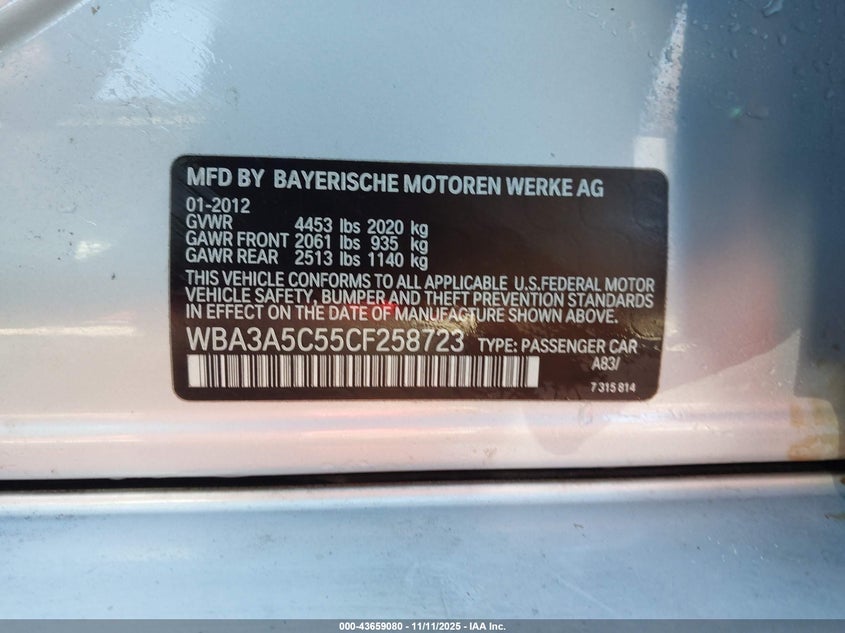 MFD BY BAYERISCHE MOTOREN WERKE AG
01-2012
GVWR 4453 lbs 2020 kg
GAWR FRONT 2061 lbs 935 kg
GAWR REAR 2513 lbs 1140 kg
THIS VEHICLE CONFORMS TO ALL APPLICABLE U.S.FEDERAL MOTOR
VEHICLE SAFETY, BUMPER AND THEFT PREVENTION STANDARDS
IN EFFECT ON THE DATE OF MANUFACTURE SHOWN ABOVE.
WBA3A5C55CF258723 TYPE: PASSENGER CAR
A83/
7 315 814
000-43659080 - 11/11/2025 - IAA Inc.